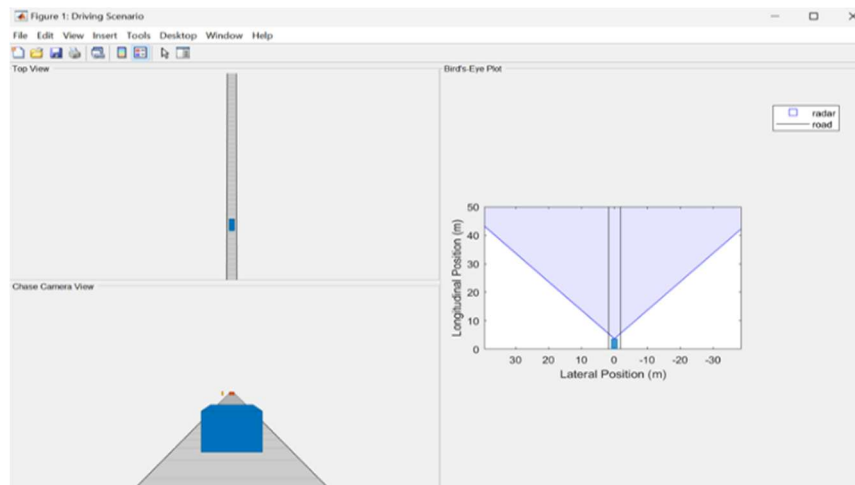 Figure 1: Driving Scenario
File Edit View Insert Tools Desktop Window Help
Top View
Chase Camera View
Bird's-Eye Plot
radar
road
50
40
30
20
10
0
Longitudinal Position (m)
30 20 10 0 -10 -20 -30
Lateral Position (m)